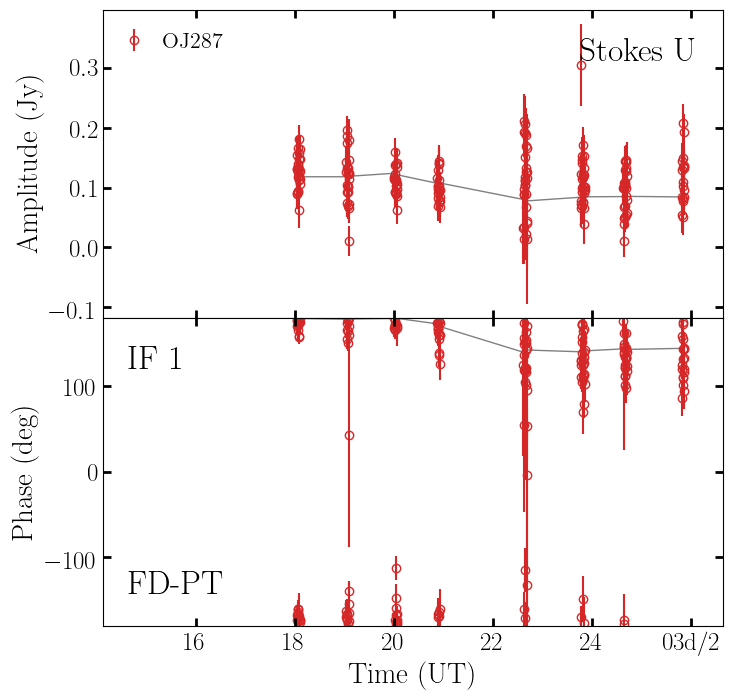 OJ287
Stokes U
Amplitude (Jy)
0.3
0.2
0.1
0.0
−0.1
IF 1
Phase (deg)
100
0
−100
FD-PT
16 18 20 22 24 03d/2
Time (UT)